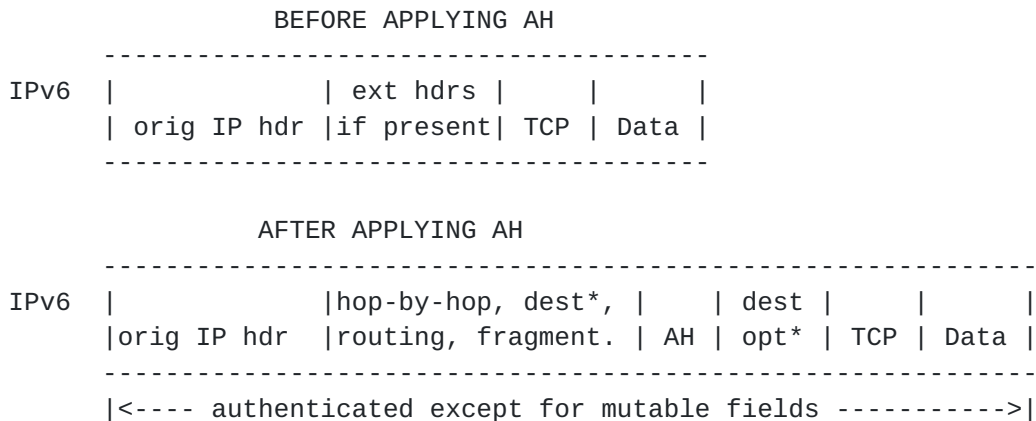 BEFORE APPLYING AH
       ---------------------------------------
IPv6  |             | ext hdrs |     |      |
      | orig IP hdr |if present| TCP | Data |
       ---------------------------------------
                AFTER APPLYING AH
       ------------------------------------------------------------
IPv6  |             |hop-by-hop, dest*, |    | dest |     |      |
      |orig IP hdr  |routing, fragment. | AH | opt* | TCP | Data |
       ------------------------------------------------------------
      |<---- authenticated except for mutable fields ----------->|